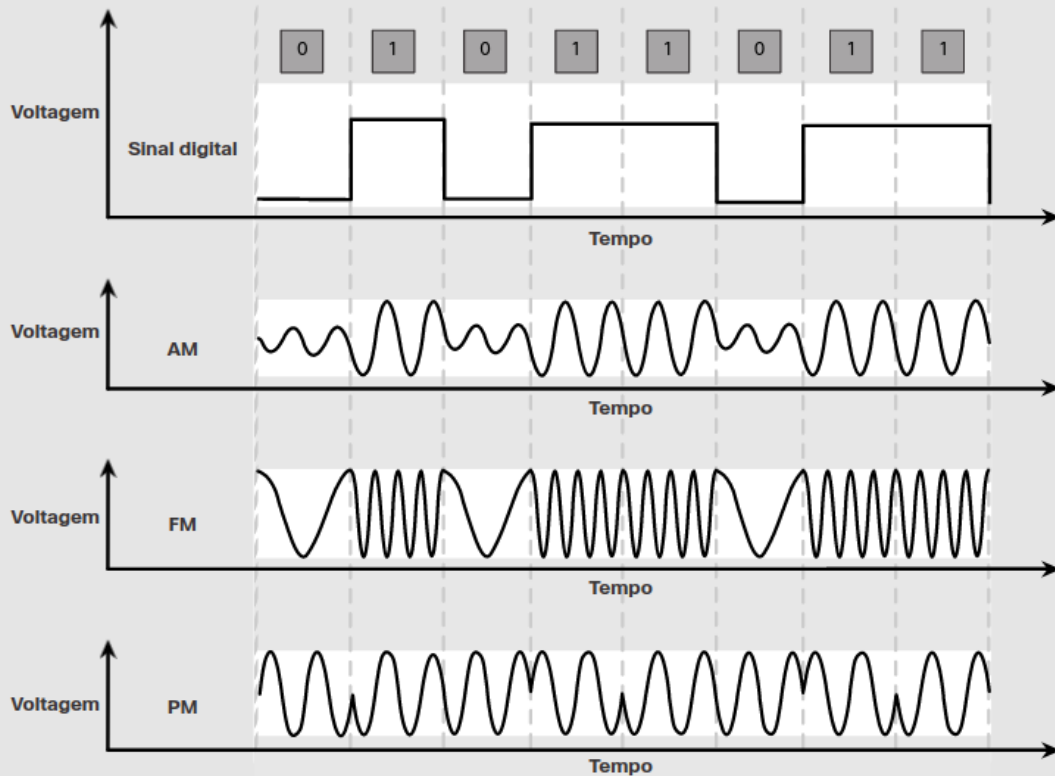 0 1 0 1 1 0 1 1
Voltagem
Sinal digital
Tempo
Voltagem
AM
Tempo
Voltagem
FM
Tempo
Voltagem
PM
Tempo